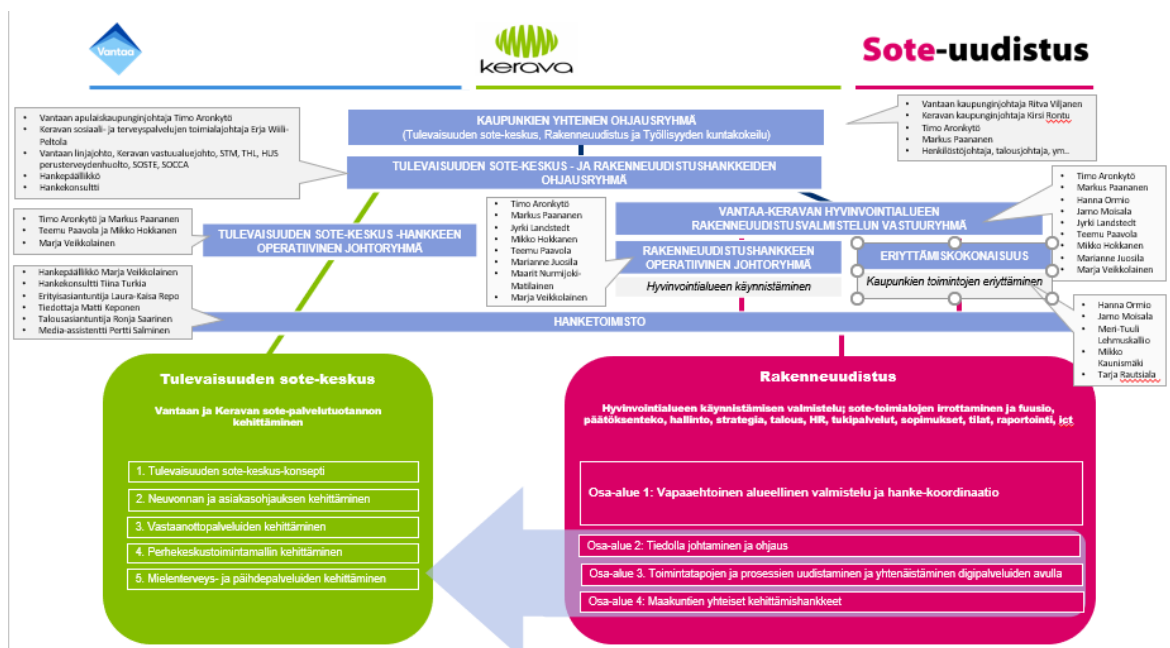 Vantaa
kerava
Sote-uudistus
• Vantaan apulaiskaupunginjohtaja Timo Aronkytö
• Keravan sosiaali- ja terveyspalvelujen toimialajohtaja Erja Wiili-
Peltola
• Vantaan linjajohto, Keravan vastuualuejohto, STM, THL, HUS
perusterveydenhuolto, SOSTE, SOCCA
• Hankepäällikkö
• Hankekonsultti
KAUPUNKIEN YHTEINEN OHJAUSRYHMÄ
(Tulevaisuuden sote-keskus, Rakenneuudistus ja Työllisyyden kuntakokeilu)
• Vantaan kaupunginjohtaja Ritva Viljanen
• Keravan kaupunginjohtaja Kirsi Rontu
• Timo Aronkytö
• Markus Paananen
• Henkilöstöjohtaja, talousjohtaja, ym..
TULEVAISUUDEN SOTE-KESKUS - JA RAKENNEUUDISTUSHANKKEIDEN
OHJAUSRYHMÄ
• Timo Aronkytö ja Markus Paananen
• Teemu Paavola ja Mikko Hokkanen
• Marja Veikkolainen
TULEVAISUUDEN SOTE-KESKUS -HANKKEEN
OPERATIIVINEN JOHTORYHMÄ
• Timo Aronkytö
• Markus Paananen
• Jyrki Landstedt
• Mikko Hokkanen
• Teemu Paavola
• Marianne Juosila
• Maarit Nurmijoki-
Matilainen
• Marja Veikkolainen
VANTAA-KERAVAN HYVINVOINTIALUEEN
RAKENNEUUDISTUSVALMISTELUN VASTUURYHMÄ
• Timo Aronkytö
• Markus Paananen
• Hanna Ormio
• Jarno Moisala
• Jyrki Landstedt
• Teemu Paavola
• Mikko Hokkanen
• Marianne Juosila
• Marja Veikkolainen
RAKENNEUUDISTUSHANKKEEN
OPERATIIVINEN JOHTORYHMÄ
Hyvinvointialueen käynnistäminen
ERIYTTÄMISKOKONAISUUS
Kaupunkien toimintojen eriyttäminen
• Hankepäällikkö Marja Veikkolainen
• Hankekonsultti Tiina Turkia
• Erityisasiantuntija Laura-Kaisa Repo
• Tiedottaja Matti Keponen
• Talousasiantuntija Ronja Saarinen
• Media-assistentti Pertti Salminen
HANKETOIMISTO
• Hanna Ormio
• Jarno Moisala
• Meri-Tuuli
Lehmuskallio
• Mikko
Kaunismäki
• Tarja Rautsiala
Tulevaisuuden sote-keskus
Vantaan ja Keravan sote-palvelutuotannon
kehittäminen
1. Tulevaisuuden sote-keskus-konsepti
2. Neuvonnan ja asiakasohjauksen kehittäminen
3. Vastaanottopalveluiden kehittäminen
4. Perhekeskustoimintamallin kehittäminen
5. Mielenterveys- ja päihdepalveluiden kehittäminen
Rakenneuudistus
Hyvinvointialueen käynnistämisen valmistelu; sote-toimialojen irrottaminen ja fuusio,
päätöksenteko, hallinto, strategia, talous, HR, tukipalvelut, sopimukset, tilat, raportointi, ict
Osa-alue 1: Vapaaehtoinen alueellinen valmistelu ja hanke-koordinaatio
Osa-alue 2: Tiedolla johtaminen ja ohjaus
Osa-alue 3. Toimintatapojen ja prosessien uudistaminen ja yhtenäistäminen digipalveluiden avulla
Osa-alue 4: Maakuntien yhteiset kehittämishankkeet